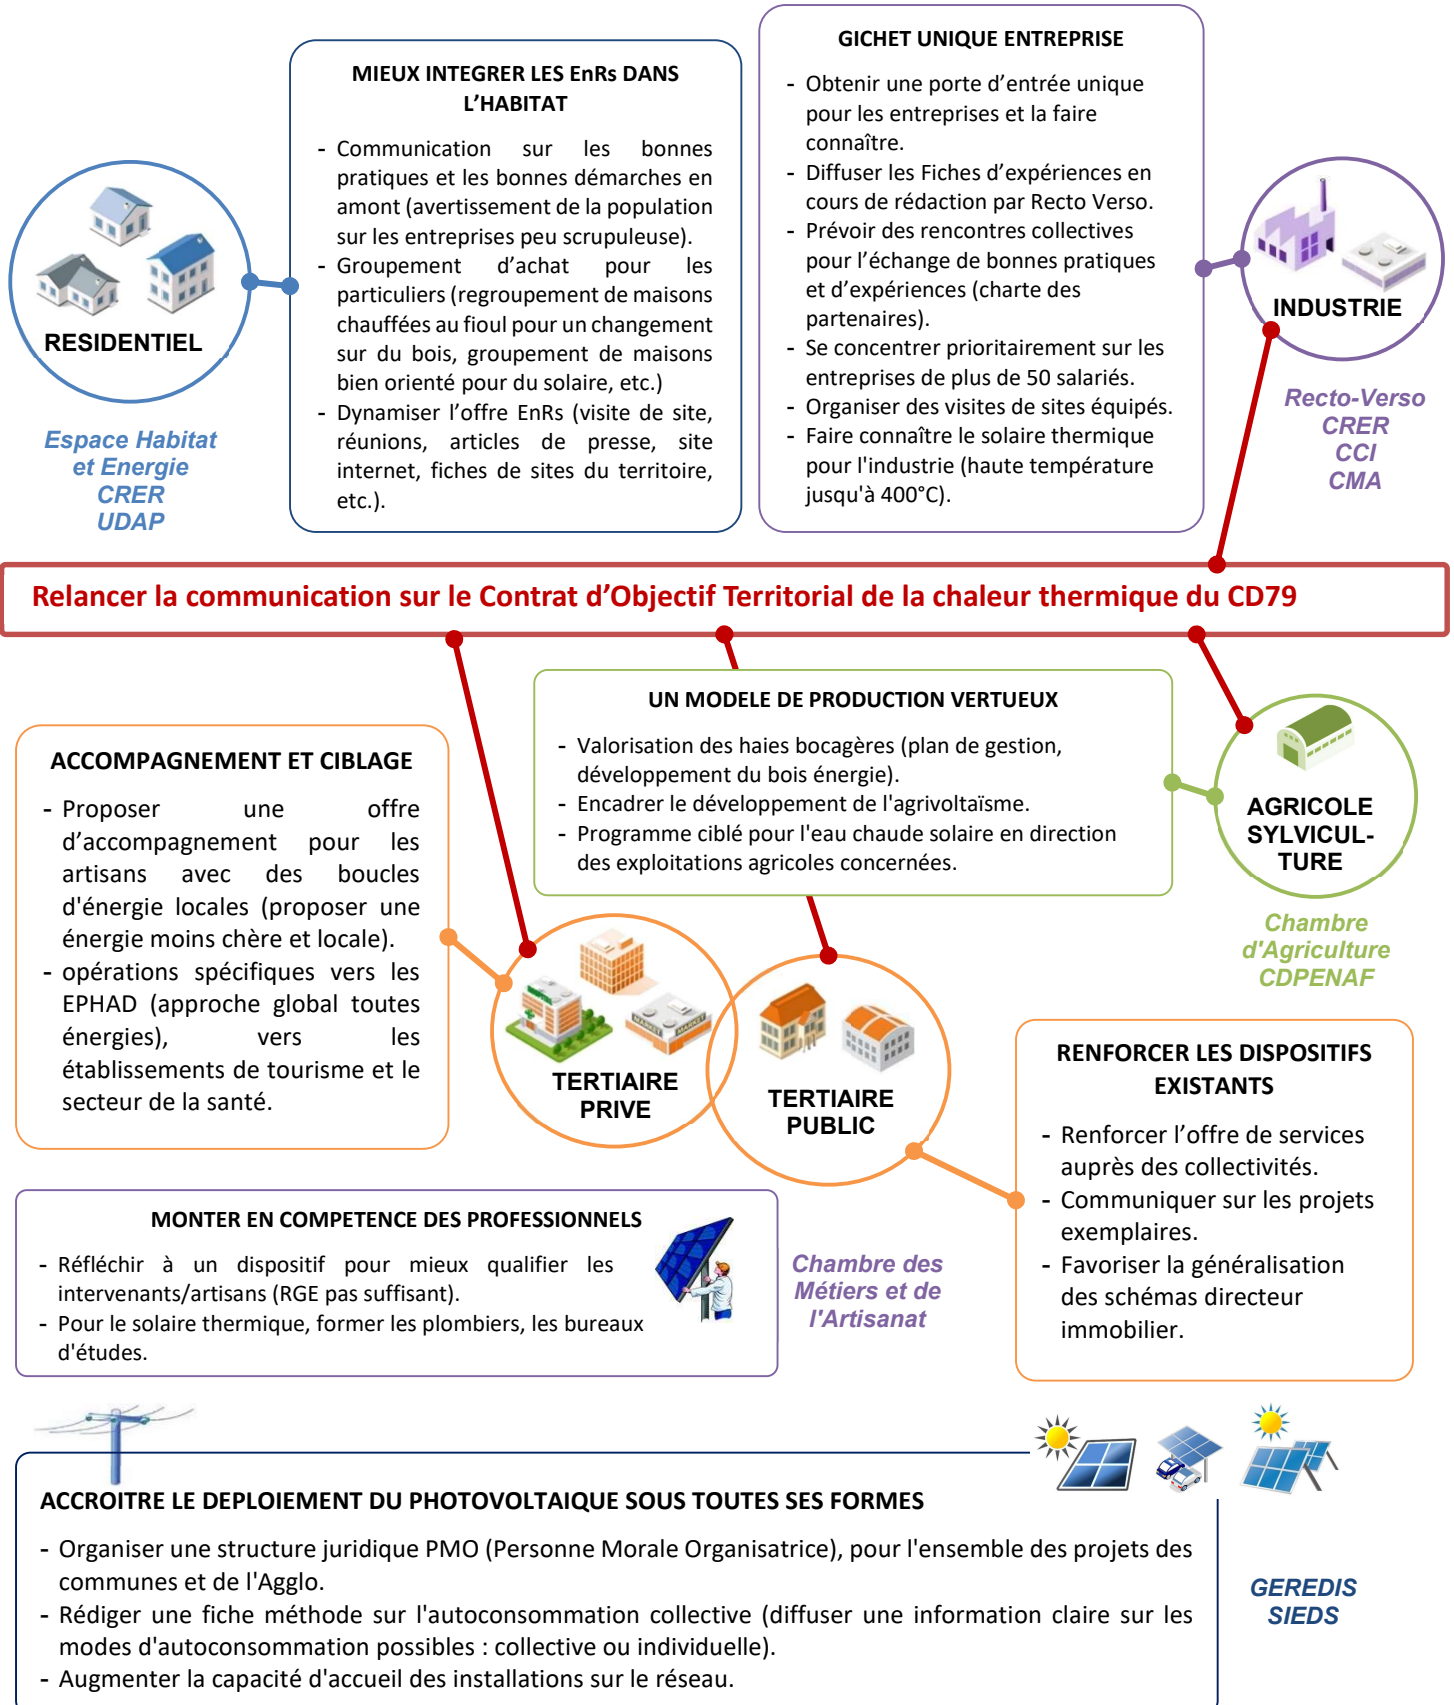 MIEUX INTEGRER LES EnRs DANS
L'HABITAT
- Communication sur les bonnes
pratiques et les bonnes démarches en
amont (avertissement de la population
sur les entreprises peu scrupuleuse).
- Groupement d'achat pour les
particuliers (regroupement de maisons
chauffées au fioul pour un changement
sur du bois, groupement de maisons
bien orienté pour du solaire, etc.)
- Dynamiser l'offre EnRs (visite de site,
réunions, articles de presse, site
internet, fiches de sites du territoire,
etc.).
RESIDENTIEL
Espace Habitat
et Energie
CRER
UDAP
GICHET UNIQUE ENTREPRISE
- Obtenir une porte d'entrée unique
pour les entreprises et la faire
connaître.
- Diffuser les Fiches d'expériences en
cours de rédaction par Recto Verso.
- Prévoir des rencontres collectives
pour l'échange de bonnes pratiques
et d'expériences (charte des
partenaires).
- Se concentrer prioritairement sur les
entreprises de plus de 50 salariés.
- Organiser des visites de sites équipés.
- Faire connaître le solaire thermique
pour l'industrie (haute température
jusqu'à 400°C).
INDUSTRIE
Recto-Verso
CRER
CCI
CMA
Relancer la communication sur le Contrat d'Objectif Territorial de la chaleur thermique du CD79
UN MODELE DE PRODUCTION VERTUEUX
- Valorisation des haies bocagères (plan de gestion,
développement du bois énergie).
- Encadrer le développement de l'agrivoltaïsme.
- Programme ciblé pour l'eau chaude solaire en direction
des exploitations agricoles concernées.
AGRICOLE
SYLVICUL-
TURE
Chambre
d'Agriculture
CDPENAF
ACCOMPAGNEMENT ET CIBLAGE
- Proposer une offre
d'accompagnement pour les
artisans avec des boucles
d'énergie locales (proposer une
énergie moins chère et locale).
- opérations spécifiques vers les
EPHAD (approche global toutes
énergies), vers les
établissements de tourisme et le
secteur de la santé.
HOSPITAL
MARKET
MARKET
TERTIAIRE
PRIVE
TERTIAIRE
PUBLIC
RENFORCER LES DISPOSITIFS
EXISTANTS
- Renforcer l'offre de services
auprès des collectivités.
- Communiquer sur les projets
exemplaires.
- Favoriser la généralisation
des schémas directeur
immobilier.
MONTER EN COMPETENCE DES PROFESSIONNELS
- Réfléchir à un dispositif pour mieux qualifier les
intervenants/artisans (RGE pas suffisant).
- Pour le solaire thermique, former les plombiers, les bureaux
d'études.
Chambre des
Métiers et de
l'Artisanat
ACCROITRE LE DEPLOIEMENT DU PHOTOVOLTAIQUE SOUS TOUTES SES FORMES
- Organiser une structure juridique PMO (Personne Morale Organisatrice), pour l'ensemble des projets des
communes et de l'Agglo.
- Rédiger une fiche méthode sur l'autoconsommation collective (diffuser une information claire sur les
modes d'autoconsommation possibles : collective ou individuelle).
- Augmenter la capacité d'accueil des installations sur le réseau.
GEREDIS
SIEDS